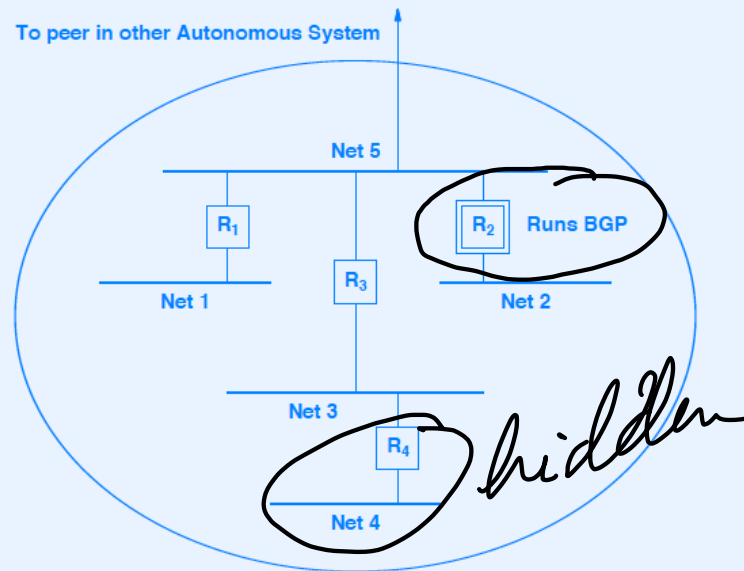 To peer in other Autonomous System
Net 5
R1
R2 Runs BGP
R3
Net 1
Net 2
Net 3
R4
hidden
Net 4